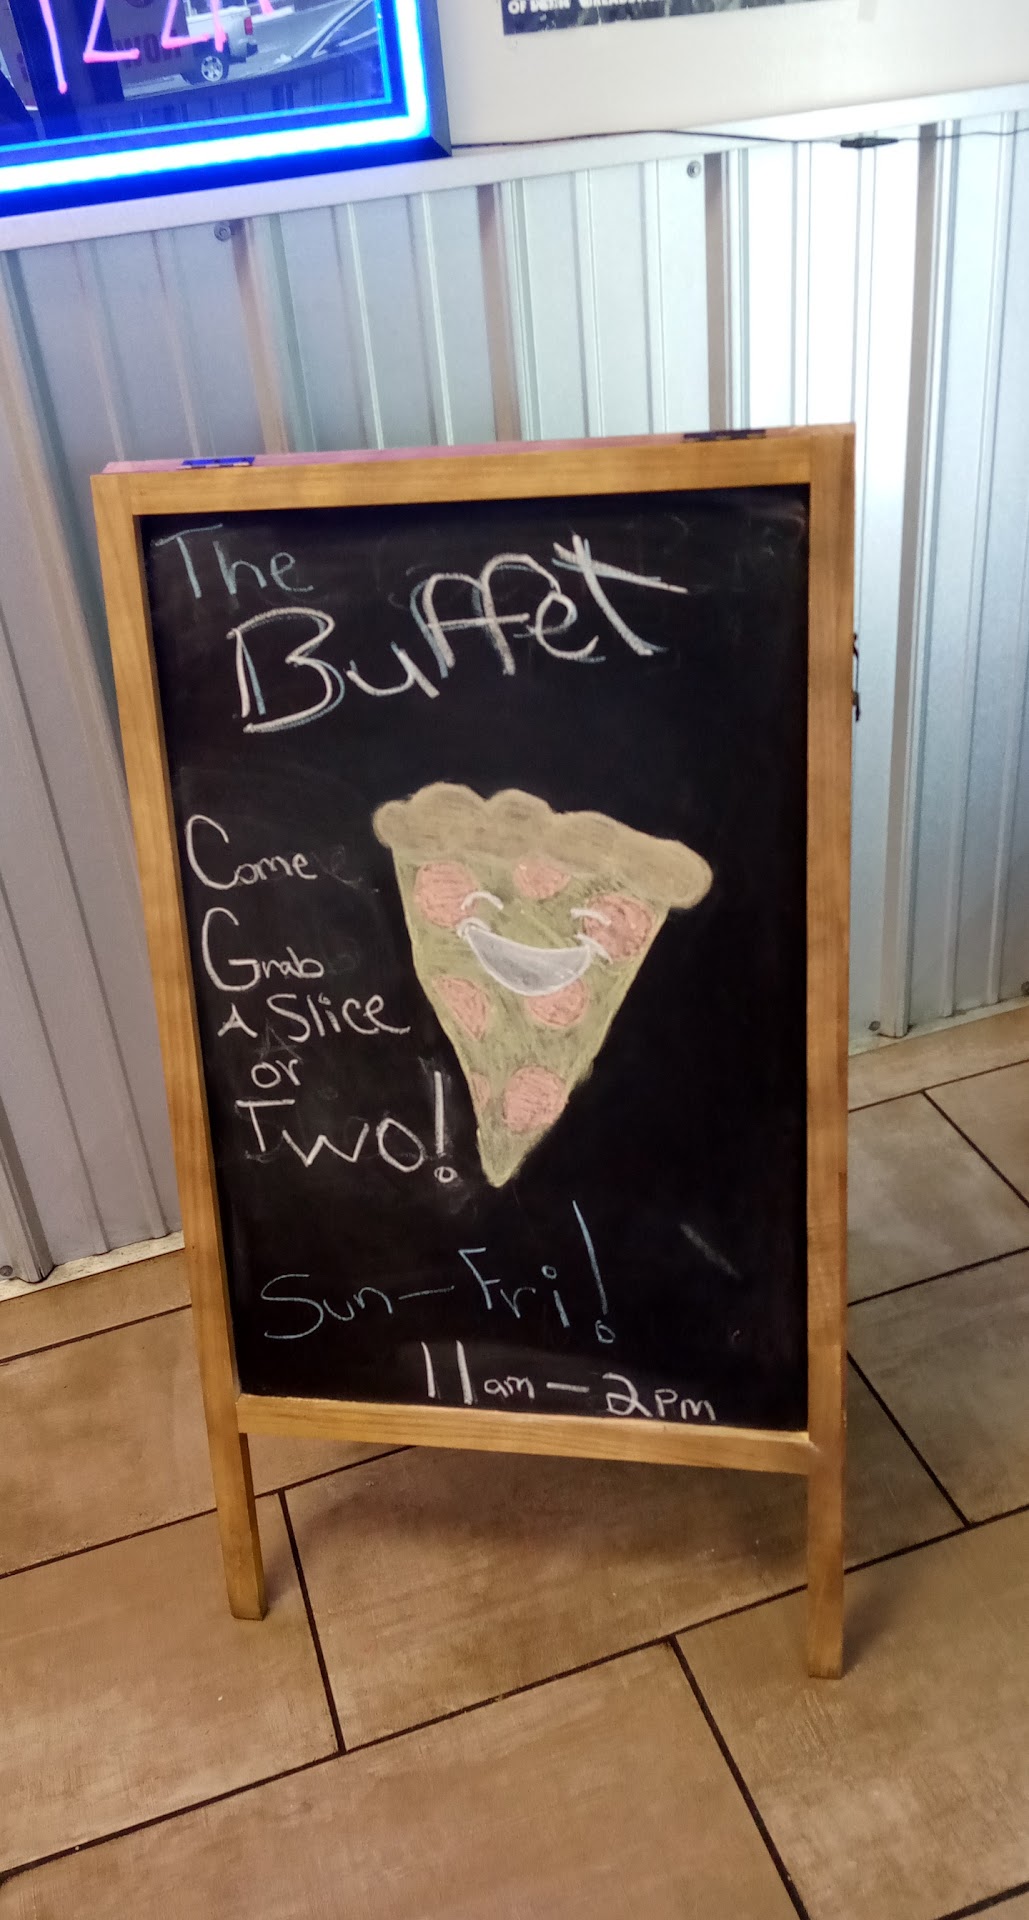 The
Buffet
Come
Grab
A Slice
or
Two!
Sun-Fri!
11am-2pm